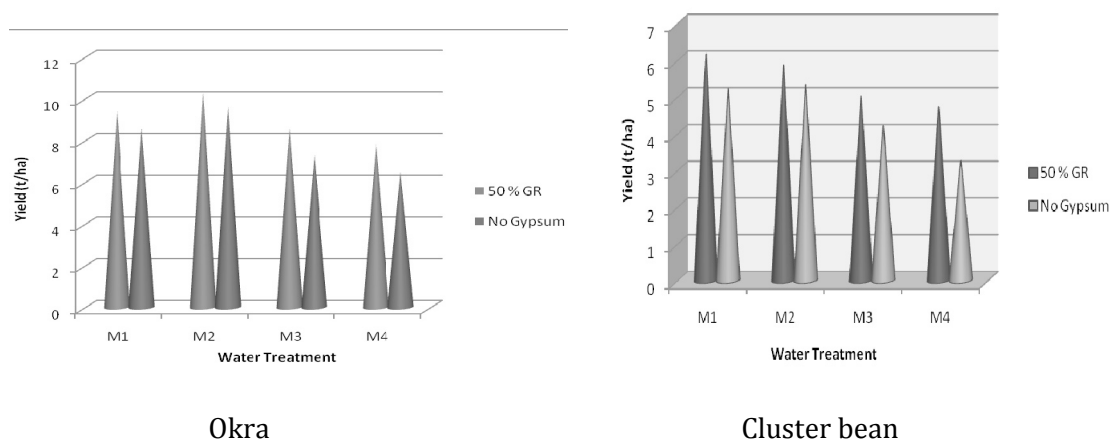 12
10
8
6
4
2
0
Yield (t/ha)
M1 M2 M3 M4
Water Treatment
50 % GR
No Gypsum
Okra
7
6
5
4
3
2
1
0
Yield (t/ha)
M1 M2 M3 M4
Water Treatment
50 % GR
No Gypsum
Cluster bean